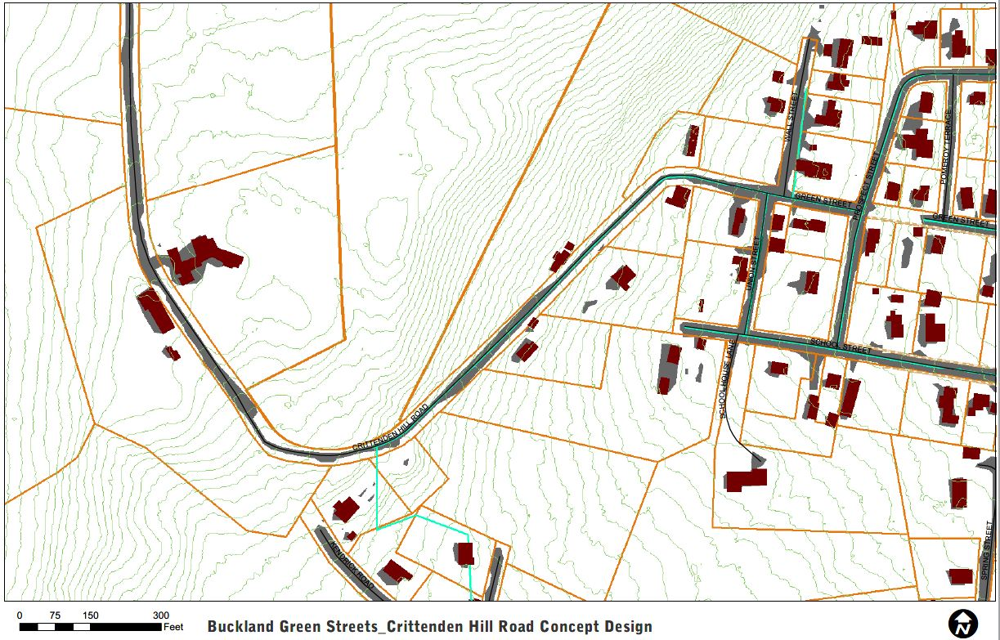 WALL STREET
POMEROY TERRACE
PROSPECT STREET
GREEN STREET
GREEN STREET
UNION STREET
SCHOOL STREET
SCHOOL HOUSE LANE
CRITTENDEN HILL ROAD
KENDRICK ROAD
SPRING STREET
0 75 150 300
Feet
Buckland Green Streets_Crittenden Hill Road Concept Design
N